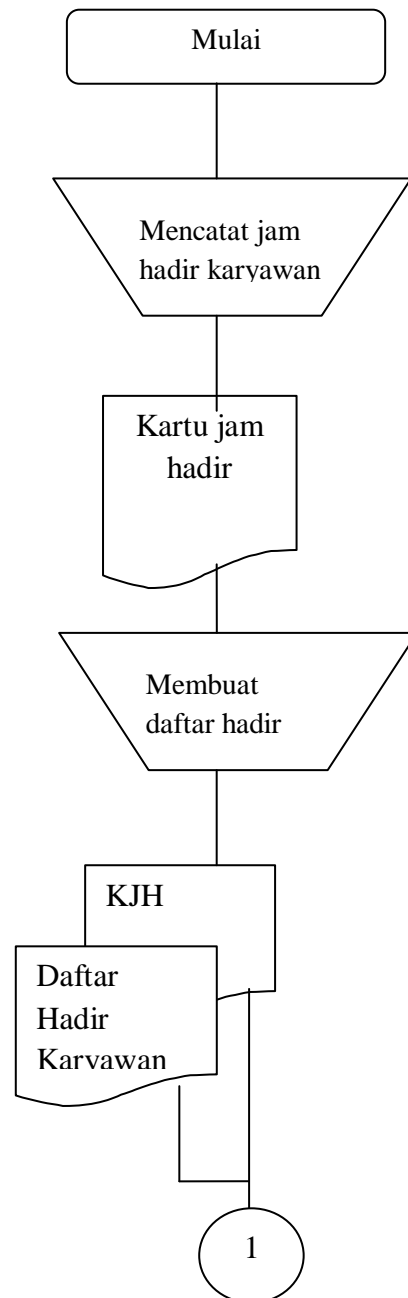 Mulai
Mencatat jam
hadir karyawan
Kartu jam
hadir
Membuat
daftar hadir
KJH
Daftar
Hadir
Karyawan
1